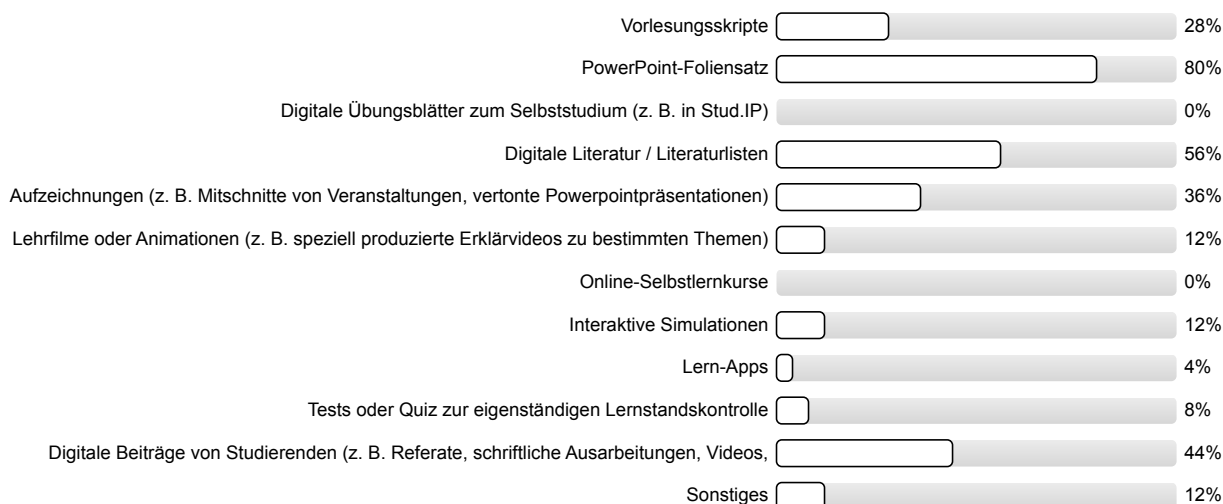 Vorlesungsskripte 28%
PowerPoint-Foliensatz 80%
Digitale Übungsblätter zum Selbststudium (z. B. in Stud.IP) 0%
Digitale Literatur / Literaturlisten 56%
Aufzeichnungen (z. B. Mitschnitte von Veranstaltungen, vertonte Powerpointpräsentationen) 36%
Lehrfilme oder Animationen (z. B. speziell produzierte Erklärvideos zu bestimmten Themen) 12%
Online-Selbstlernkurse 0%
Interaktive Simulationen 12%
Lern-Apps 4%
Tests oder Quiz zur eigenständigen Lernstandskontrolle 8%
Digitale Beiträge von Studierenden (z. B. Referate, schriftliche Ausarbeitungen, Videos, 44%
Sonstiges 12%